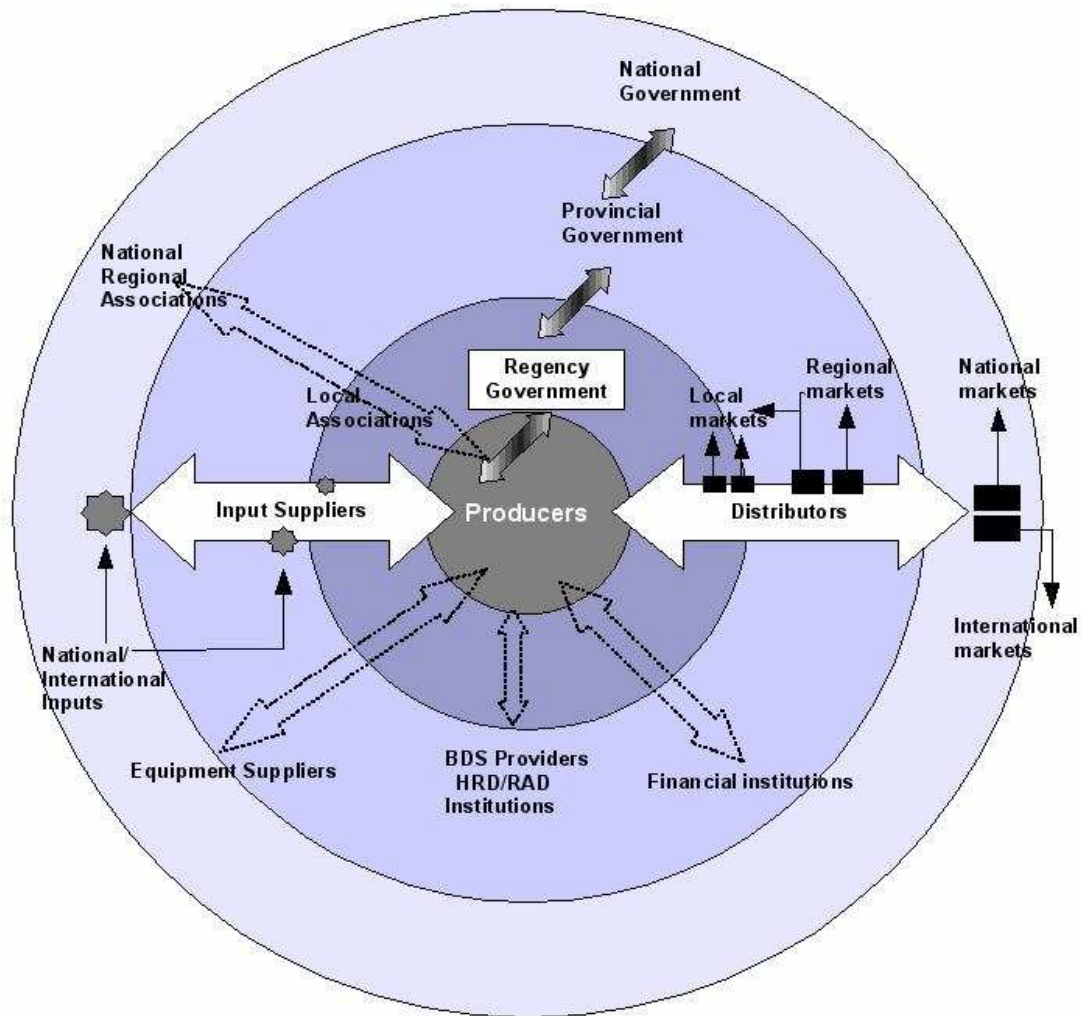 National
Government
Provincial
Government
National
Regional
Associations
Regency
Government
Regional
markets
National
markets
Local
Associations
Local
markets
Input Suppliers
Producers
Distributors
International
markets
National/
International
Inputs
Equipment Suppliers
BDS Providers
HRD/RAD
Institutions
Financial institutions